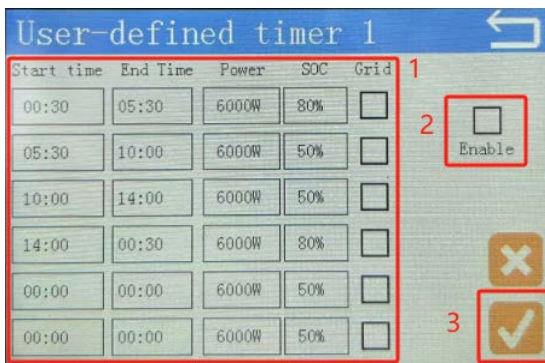 User-defined timer 1
Start time End Time Power SOC Grid 1
00:30 05:30 6000W 80%
2
Enable
05:30 10:00 6000W 50%
10:00 14:00 6000W 50%
14:00 00:30 6000W 80%
00:00 00:00 6000W 50%
00:00 00:00 6000W 50%
3